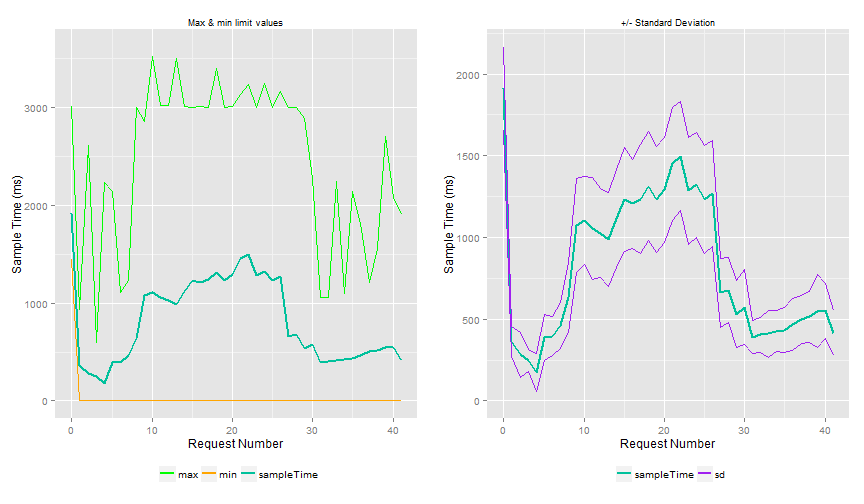 Max & min limit values
Sample Time (ms)
3000
2000
1000
0
0 10 20 30 40
Request Number
max min sampleTime
+/- Standard Deviation
Sample Time (ms)
2000
1500
1000
500
0
0 10 20 30 40
Request Number
sampleTime sd